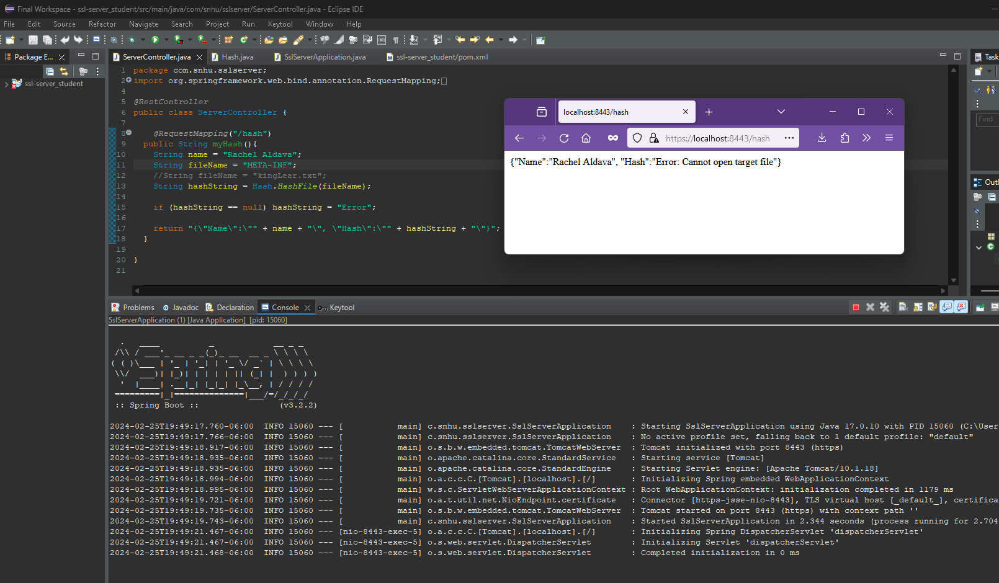 Final Workspace - ssl-server_student/src/main/java/com/snhu/sslserver/ServerController.java - Eclipse IDE
File Edit Source Refactor Navigate Search Project Run Keytool Window Help
Package E...
ssl-server_student
ServerController.java Hash.java SslServerApplication.java ssl-server_student/pom.xml
1 package com.snhu.sslserver;
2 import org.springframework.web.bind.annotation.RequestMapping;
4
5 @RestController
6 public class ServerController {
7
8 @RequestMapping("/hash")
9 public String myHash(){
10 String name = "Rachel Aldava";
11 String fileName = "META-INF";
12 //String fileName = "kingLear.txt";
13 String hashString = Hash.HashFile(fileName);
14
15 if (hashString == null) hashString = "Error";
16
17 return "{\"Name\":\"" + name + "\", \"Hash\":\"" + hashString + "\"}";
18 }
19
20 }
21
localhost:8443/hash
https://localhost:8443/hash
{"Name":"Rachel Aldava", "Hash":"Error: Cannot open target file"}
Task
Find
Outl
Problems Javadoc Declaration Console Keytool
SslServerApplication (1) [Java Application] [pid: 15060]
:: Spring Boot :: (v3.2.2)
2024-02-25T19:49:17.760-06:00 INFO 15060 --- [ main] c.snhu.sslserver.SslServerApplication : Starting SslServerApplication using Java 17.0.10 with PID 15060 (C:\User
2024-02-25T19:49:17.766-06:00 INFO 15060 --- [ main] c.snhu.sslserver.SslServerApplication : No active profile set, falling back to 1 default profile: "default"
2024-02-25T19:49:18.917-06:00 INFO 15060 --- [ main] o.s.b.w.embedded.tomcat.TomcatWebServer : Tomcat initialized with port 8443 (https)
2024-02-25T19:49:18.935-06:00 INFO 15060 --- [ main] o.apache.catalina.core.StandardService : Starting service [Tomcat]
2024-02-25T19:49:18.935-06:00 INFO 15060 --- [ main] o.apache.catalina.core.StandardEngine : Starting Servlet engine: [Apache Tomcat/10.1.18]
2024-02-25T19:49:18.994-06:00 INFO 15060 --- [ main] o.a.c.c.C.[Tomcat].[localhost].[/] : Initializing Spring embedded WebApplicationContext
2024-02-25T19:49:18.995-06:00 INFO 15060 --- [ main] w.s.c.ServletWebServerApplicationContext : Root WebApplicationContext: initialization completed in 1179 ms
2024-02-25T19:49:19.721-06:00 INFO 15060 --- [ main] o.a.t.util.net.NioEndpoint.certificate : Connector [https-jsse-nio-8443], TLS virtual host [_default_], certifica
2024-02-25T19:49:19.735-06:00 INFO 15060 --- [ main] o.s.b.w.embedded.tomcat.TomcatWebServer : Tomcat started on port 8443 (https) with context path ''
2024-02-25T19:49:19.743-06:00 INFO 15060 --- [ main] c.snhu.sslserver.SslServerApplication : Started SslServerApplication in 2.344 seconds (process running for 2.704
2024-02-25T19:49:21.467-06:00 INFO 15060 --- [nio-8443-exec-5] o.a.c.c.C.[Tomcat].[localhost].[/] : Initializing Spring DispatcherServlet 'dispatcherServlet'
2024-02-25T19:49:21.467-06:00 INFO 15060 --- [nio-8443-exec-5] o.s.web.servlet.DispatcherServlet : Initializing Servlet 'dispatcherServlet'
2024-02-25T19:49:21.468-06:00 INFO 15060 --- [nio-8443-exec-5] o.s.web.servlet.DispatcherServlet : Completed initialization in 0 ms